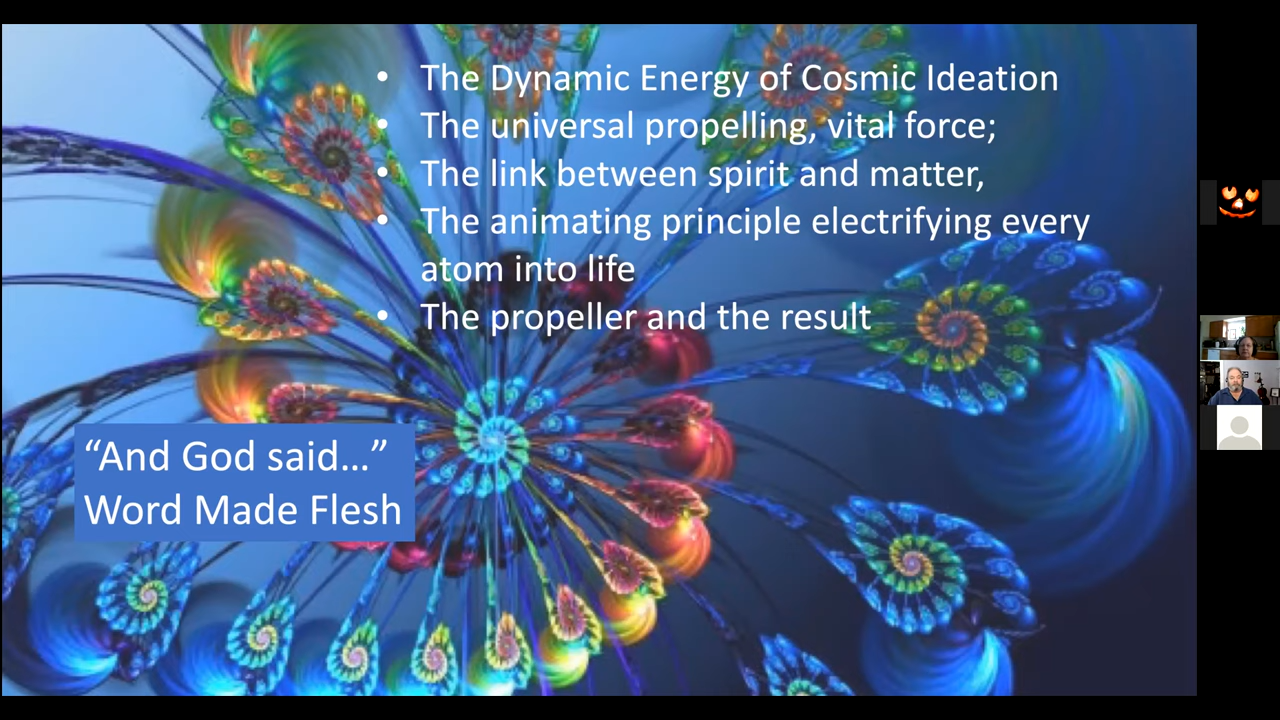 • The Dynamic Energy of Cosmic Ideation
• The universal propelling, vital force;
• The link between spirit and matter,
• The animating principle electrifying every
atom into life
• The propeller and the result
“And God said…”
Word Made Flesh